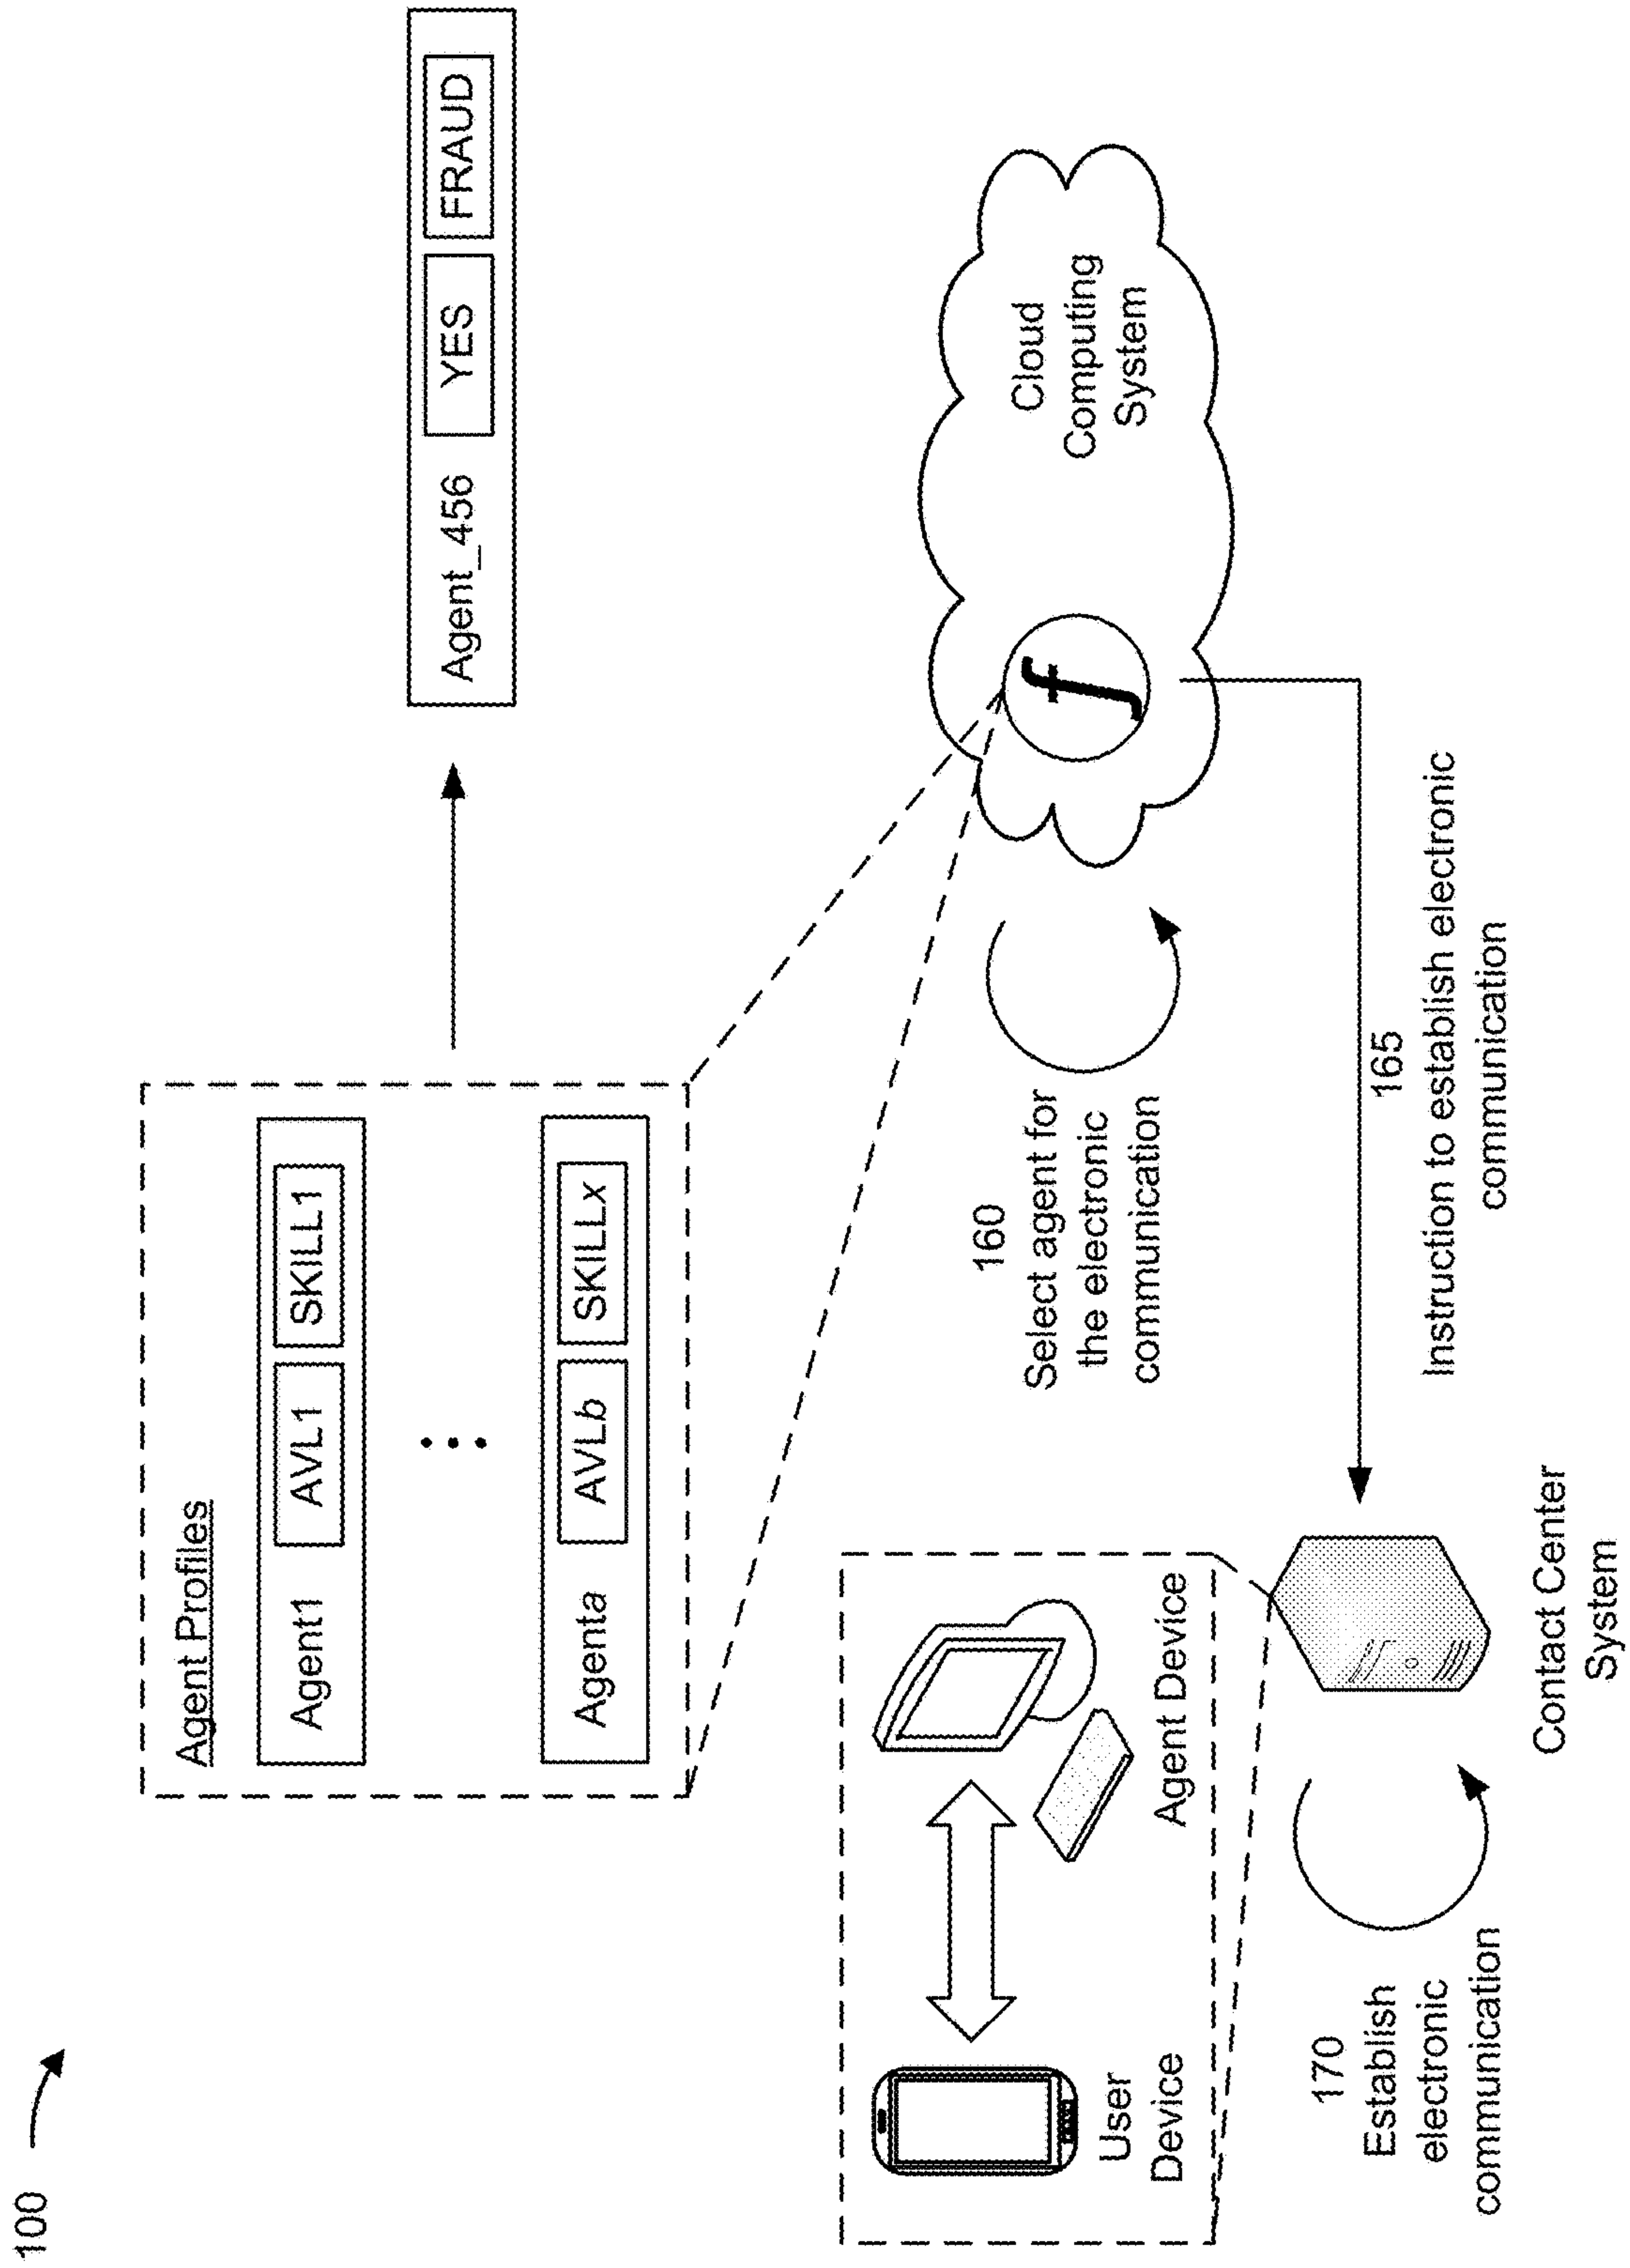 100
Agent Profiles
Agent1 AVL1 SKILL1
Agenta AVLb SKILLx
Agent_456 YES FRAUD
Cloud
Computing
System
f
160
Select agent for
the electronic
communication
165
Instruction to establish electronic
communication
User
Device
Agent Device
170
Establish
electronic
communication
Contact Center
System